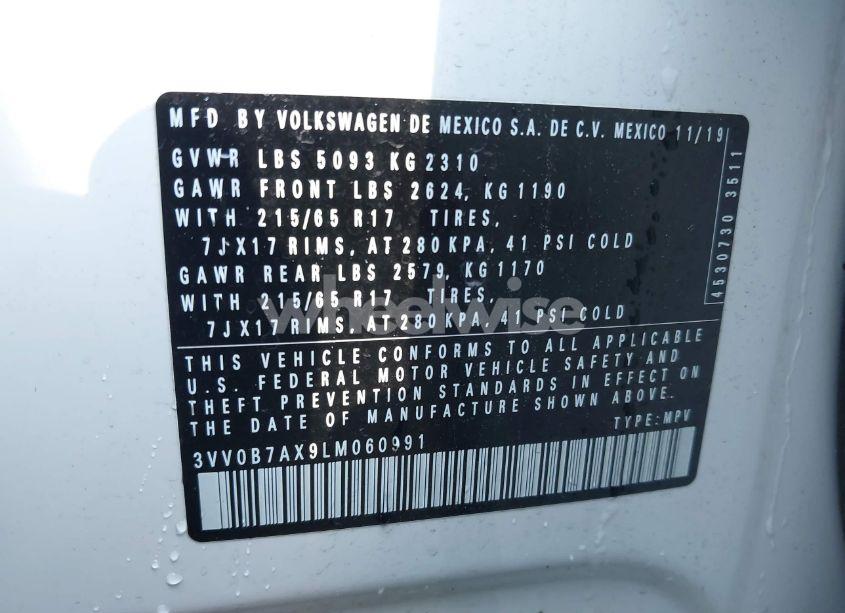 MFD BY VOLKSWAGEN DE MEXICO S.A. DE C.V. MEXICO 11/19
GVWR LBS 5093 KG 2310
GAWR FRONT LBS 2624, KG 1190
WITH 215/65 R17 TIRES,
7JX17 RIMS, AT 280 KPA, 41 PSI COLD
GAWR REAR LBS 2579, KG 1170
WITH 215/65 R17 TIRES,
7JX17 RIMS, AT 280 KPA, 41 PSI COLD
4530730 3511
wheelwise
THIS VEHICLE CONFORMS TO ALL APPLICABLE
U.S. FEDERAL MOTOR VEHICLE SAFETY AND
THEFT PREVENTION STANDARDS IN EFFECT ON
THE DATE OF MANUFACTURE SHOWN ABOVE.
TYPE: MPV
3VV0B7AX9LM060991